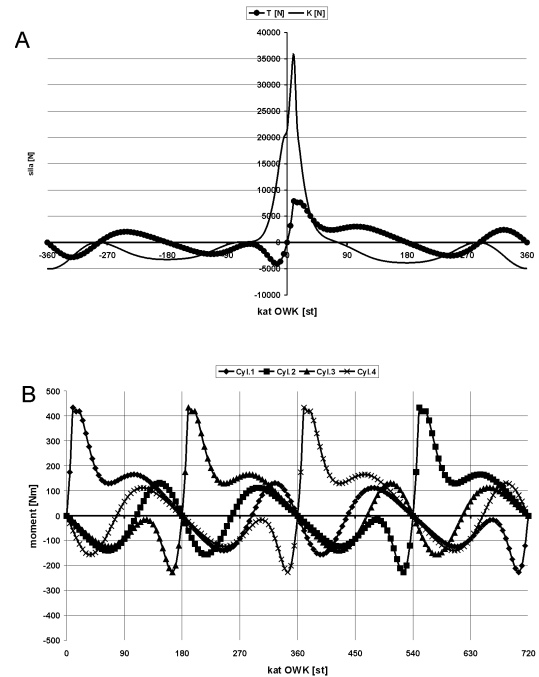 A
T [N] K [N]
40000
35000
30000
25000
20000
15000
10000
5000
0
-5000
-10000
-360 -270 -180 -90 0 90 180 270 360
siła [N]
kat OWK [st]
B
Cyl.1 Cyl.2 Cyl.3 Cyl.4
500
400
300
200
100
0
-100
-200
-300
-400
-500
0 90 180 270 360 450 540 630 720
moment [Nm]
kat OWK [st]